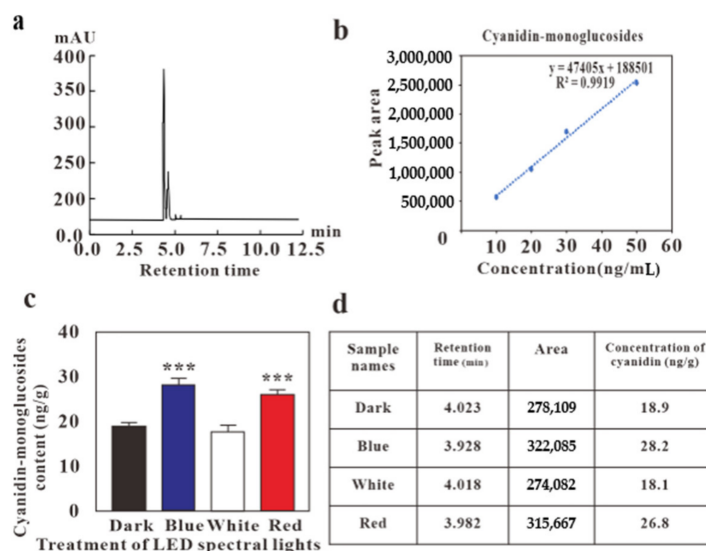 a
mAU
400
350
300
250
200
170
60
0.0
0.0 2.5 5.0 7.5 10.0 12.5
min
Retention time
b
Cyanidin-monoglucosides
y = 47405x + 188501
R² = 0.9919
3,000,000
2,500,000
2,000,000
1,500,000
1,000,000
500,000
0
Peak area
10 20 30 40 50 60
Concentration(ng/mL)
c
Cyanidin-monoglucosides
content (ng/g)
40
30
20
10
0
***
***
Dark Blue White Red
Treatment of LED spectral lights
d
Sample names Retention time (min) Area Concentration of cyanidin (ng/g)
Dark 4.023 278,109 18.9
Blue 3.928 322,085 28.2
White 4.018 274,082 18.1
Red 3.982 315,667 26.8